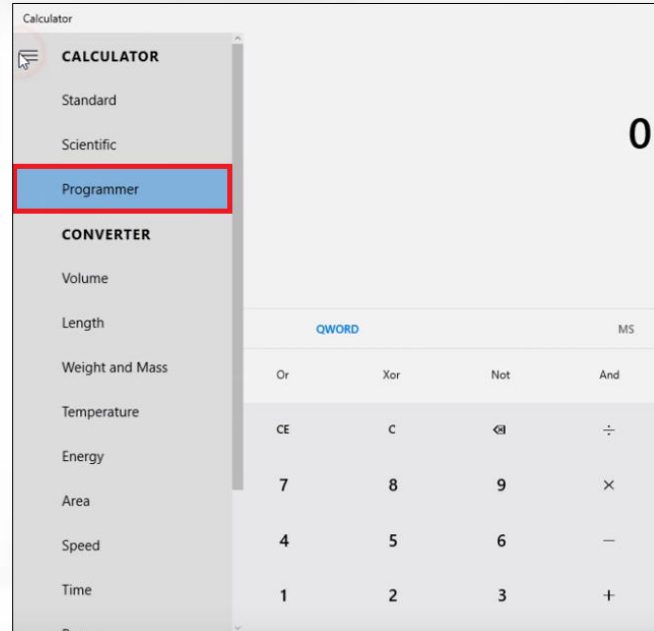 Calculator
CALCULATOR
Standard
Scientific
0
Programmer
CONVERTER
Volume
Length
QWORD MS
Weight and Mass
Or Xor Not And
Temperature
CE C ÷
Energy
7 8 9 ×
Area
4 5 6 −
Speed
Time
1 2 3 +